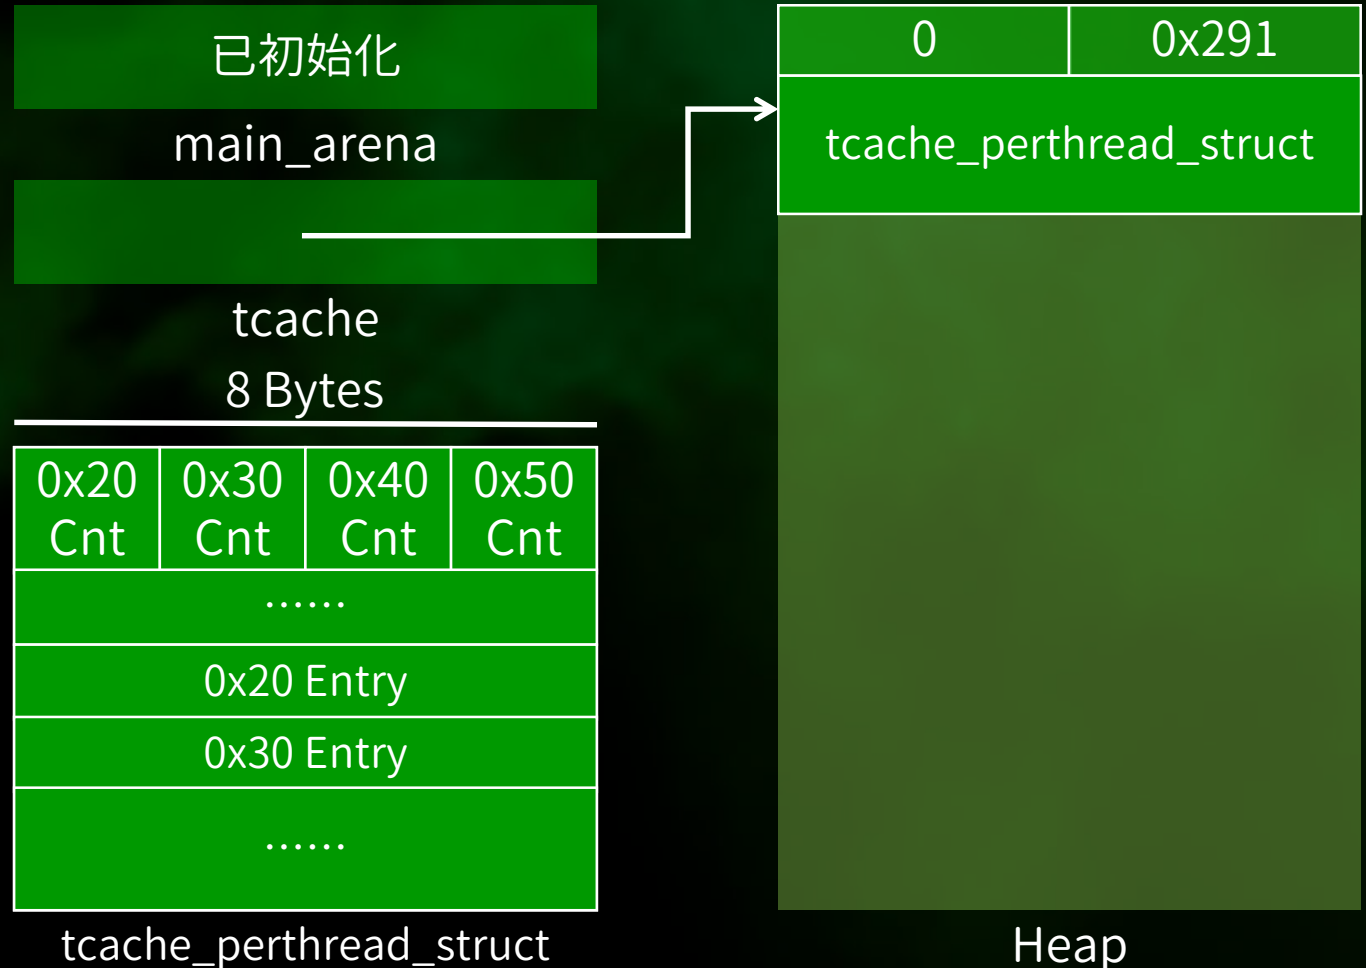 已初始化
main_arena
tcache
8 Bytes
0x20 Cnt
0x30 Cnt
0x40 Cnt
0x50 Cnt
......
0x20 Entry
0x30 Entry
......
tcache_perthread_struct
0
0x291
tcache_perthread_struct
Heap